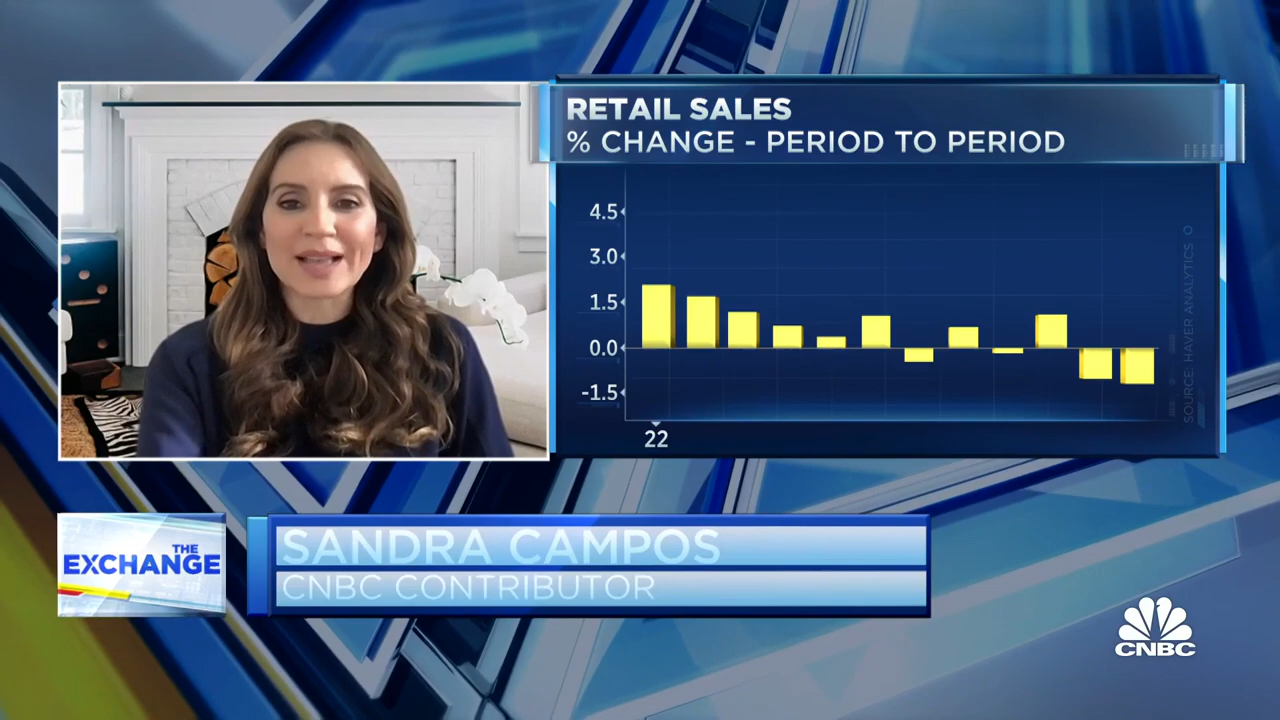 RETAIL SALES
% CHANGE - PERIOD TO PERIOD
4.5
3.0
1.5
0.0
-1.5
22
SOURCE: HAVER ANALYTICS
THE
EXCHANGE
SANDRA CAMPOS
CNBC CONTRIBUTOR
CNBC